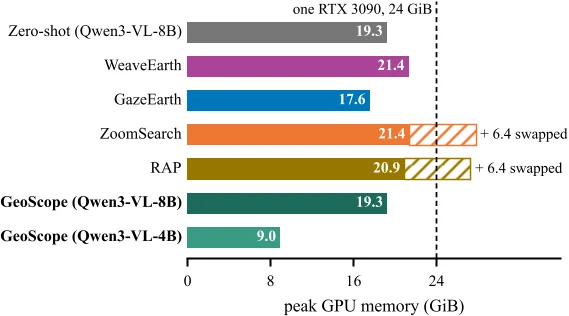 one RTX 3090, 24 GiB
Zero-shot (Qwen3-VL-8B) 19.3
WeaveEarth 21.4
GazeEarth 17.6
ZoomSearch 21.4 + 6.4 swapped
RAP 20.9 + 6.4 swapped
GeoScope (Qwen3-VL-8B) 19.3
GeoScope (Qwen3-VL-4B) 9.0
0 8 16 24
peak GPU memory (GiB)